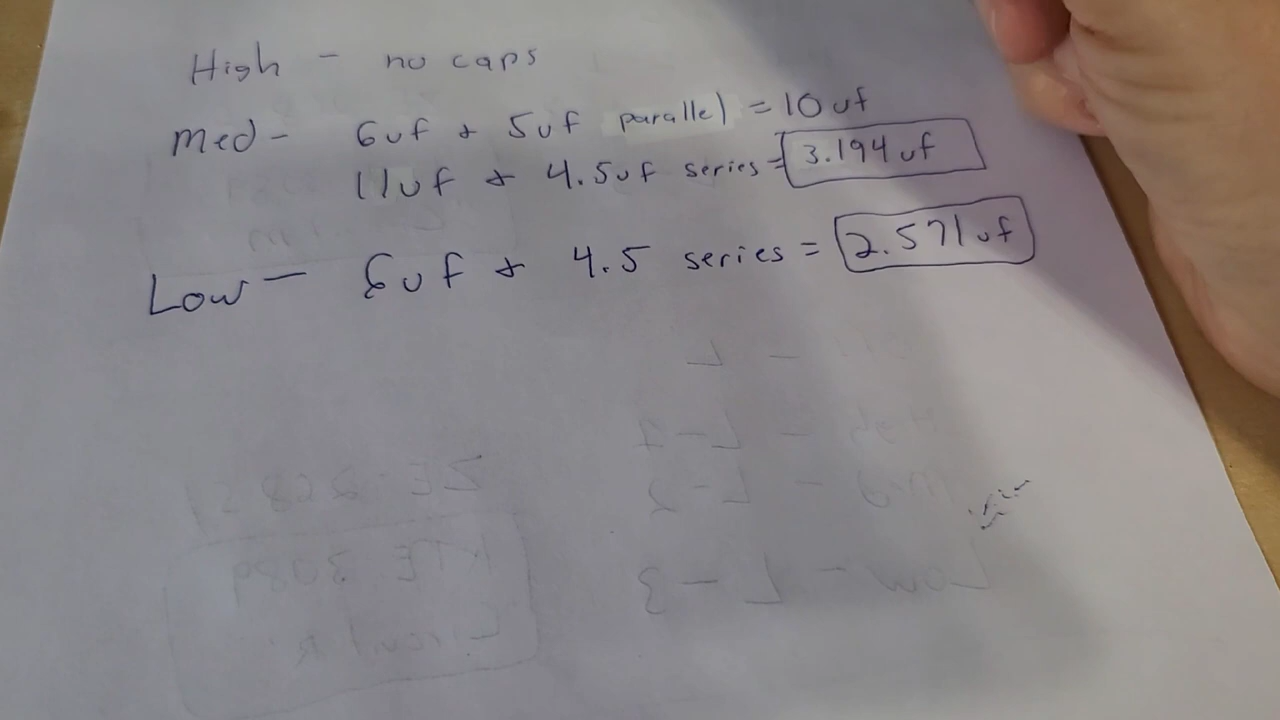 High - no caps
Med - 6uf & 5uf parallel = 10uf
11uf & 4.5uf series = 3.194uf
Low - 6uf & 4.5 series = 2.571uf